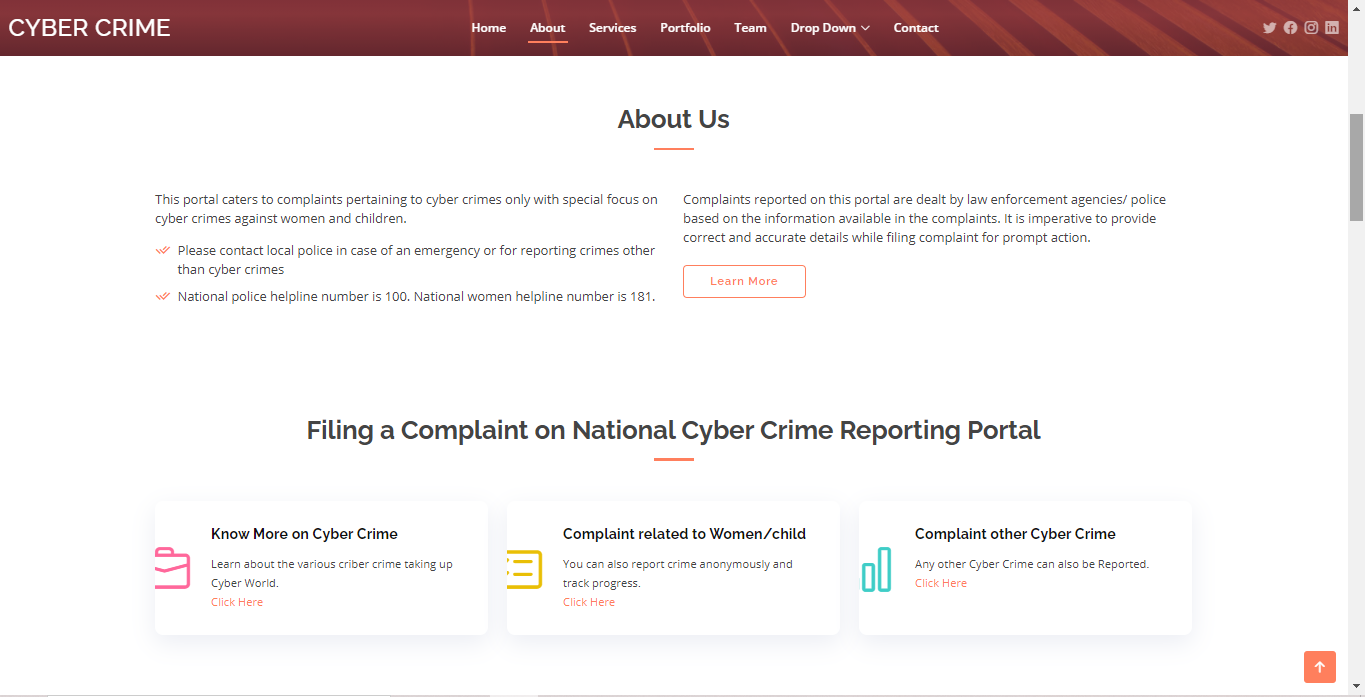 CYBER CRIME
Home About Services Portfolio Team Drop Down Contact
About Us
This portal caters to complaints pertaining to cyber crimes only with special focus on
cyber crimes against women and children.
Please contact local police in case of an emergency or for reporting crimes other
than cyber crimes
National police helpline number is 100. National women helpline number is 181.
Complaints reported on this portal are dealt by law enforcement agencies/ police
based on the information available in the complaints. It is imperative to provide
correct and accurate details while filing complaint for prompt action.
Learn More
Filing a Complaint on National Cyber Crime Reporting Portal
Know More on Cyber Crime
Learn about the various criber crime taking up
Cyber World.
Click Here
Complaint related to Women/child
You can also report crime anonymously and
track progress.
Click Here
Complaint other Cyber Crime
Any other Cyber Crime can also be Reported.
Click Here